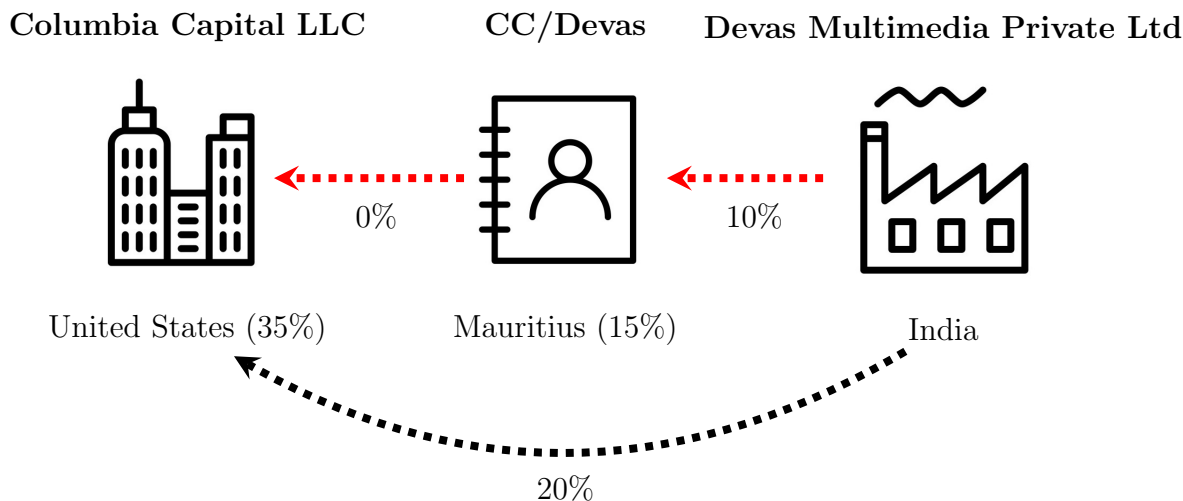 Columbia Capital LLC CC/Devas Devas Multimedia Private Ltd
0% 10%
United States (35%) Mauritius (15%) India
20%